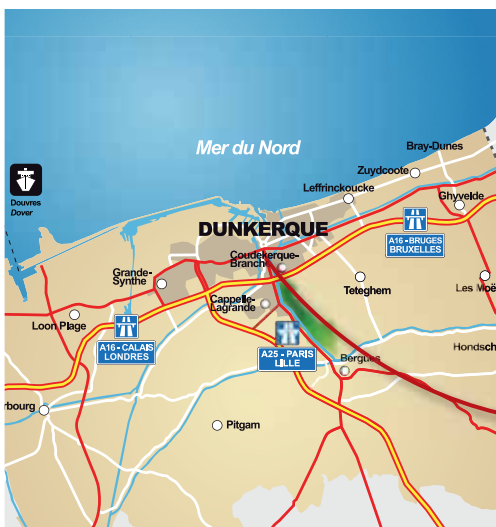 Mer du Nord
Bray-Dunes
Zuydcoote
Leffrinckoucke
Ghyvelde
Douvres
Dover
DUNKERQUE
A16 - BRUGES
BRUXELLES
Coudekerque-
Branche
Grande-
Synthe
Teteghem
Les Moë
Cappelle-
Lagrande
Loon Plage
A16 - CALAIS
LONDRES
A25 - PARIS
LILLE
Bergues
Hondsch
rbourg
Pitgam